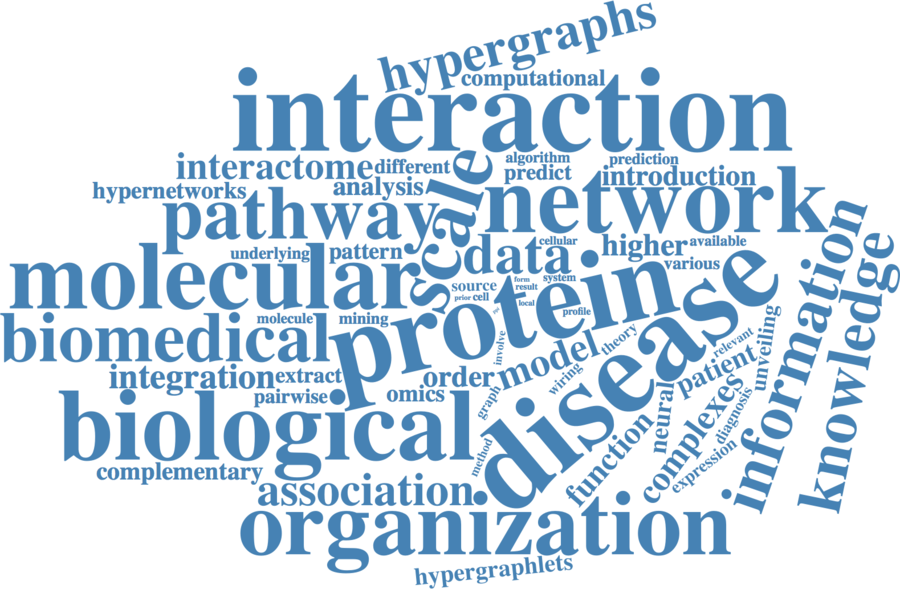 hypergraphs
computational
interaction
interactome
different
algorithm
prediction
predict
introduction
hypernetworks
analysis
scale
pathway
network
underlying
pattern
data
cellular
higher
available
various
molecular
source
form
system
result
prior
cell
local
profile
protein
disease
information
knowledge
molecule
mining
biomedical
involve
model
theory
relevant
unveiling
integration
extract
order
wiring
patient
pairwise
omics
graph
neural
complexes
diagnosis
biological
method
function
expression
complementary
association
organization
hypergraphlets